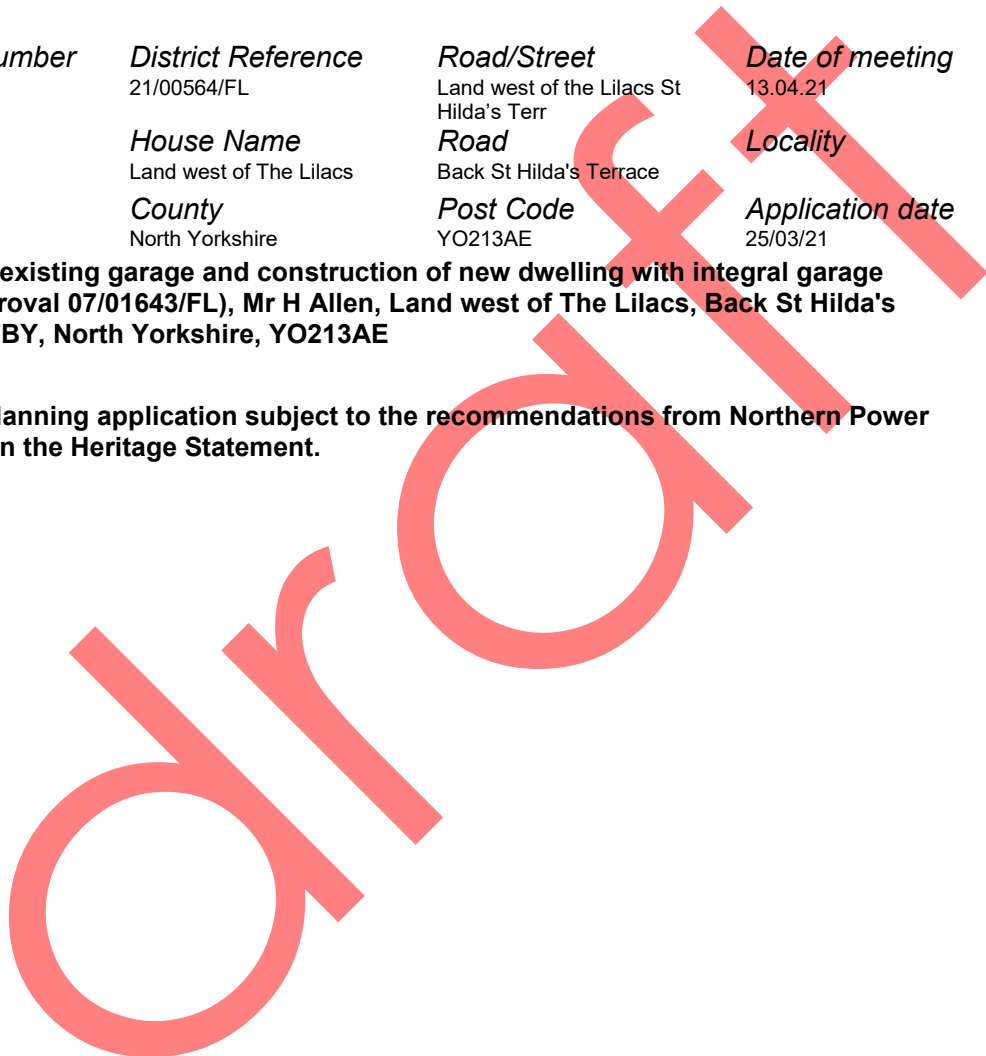 umber District Reference Road/Street Date of meeting
21/00564/FL Land west of the Lilacs St 13.04.21
Hilda's Terr
House Name Road Locality
Land west of The Lilacs Back St Hilda's Terrace
County Post Code Application date
North Yorkshire YO213AE 25/03/21
existing garage and construction of new dwelling with integral garage
roval 07/01643/FL), Mr H Allen, Land west of The Lilacs, Back St Hilda's
BY, North Yorkshire, YO213AE
lanning application subject to the recommendations from Northern Power
n the Heritage Statement.
draft